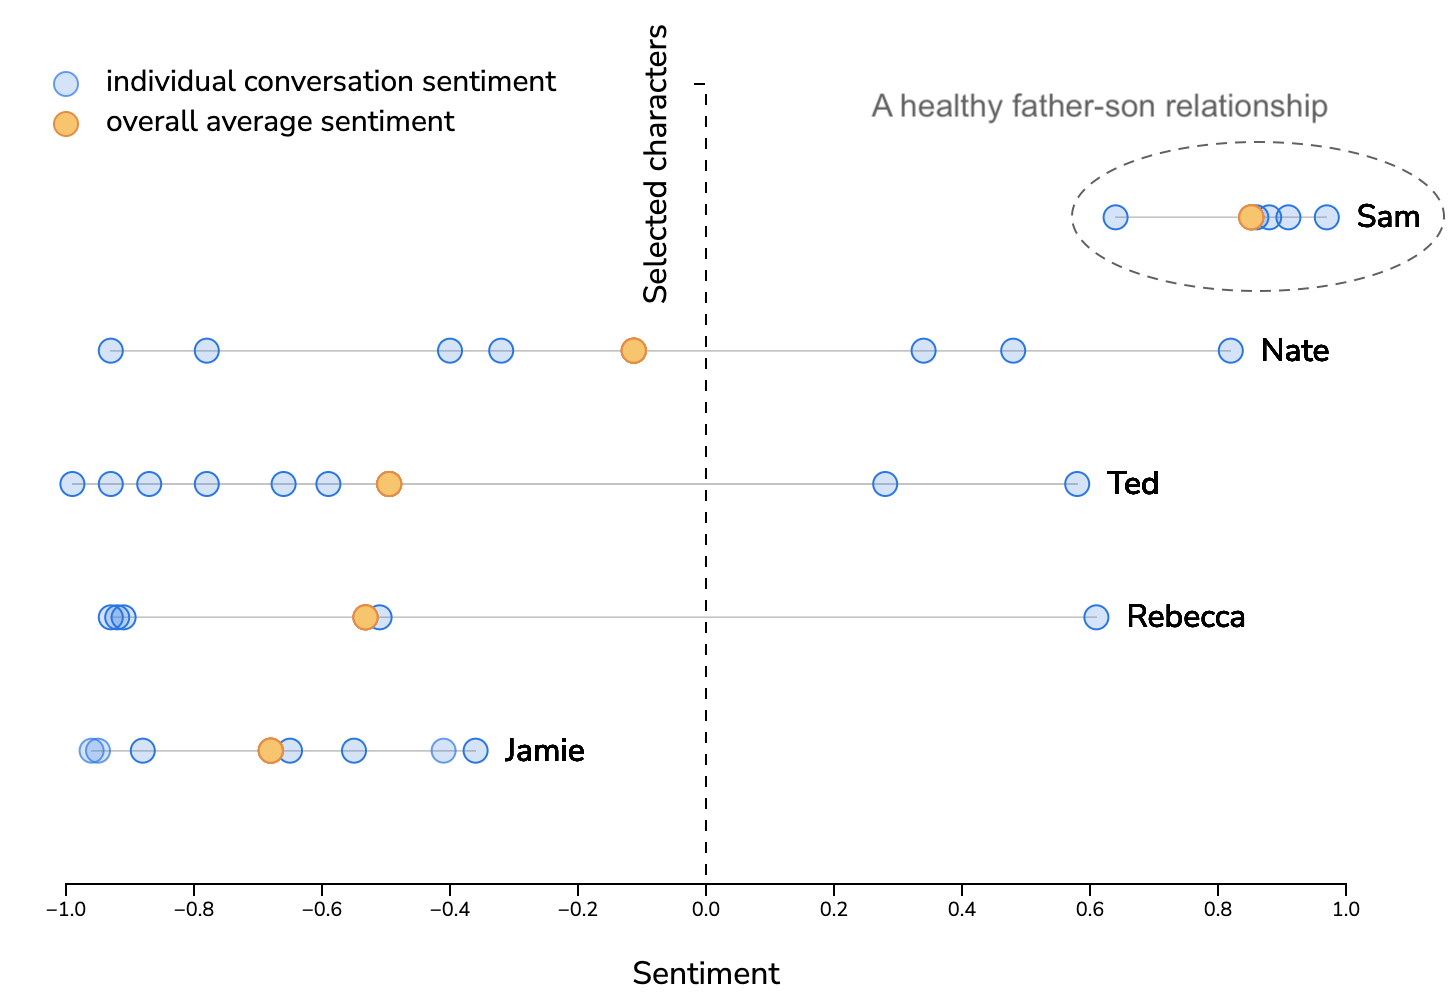 individual conversation sentiment
overall average sentiment
Selected characters
A healthy father-son relationship
Sam
Nate
Ted
Rebecca
Jamie
−1.0 −0.8 −0.6 −0.4 −0.2 0.0 0.2 0.4 0.6 0.8 1.0
Sentiment